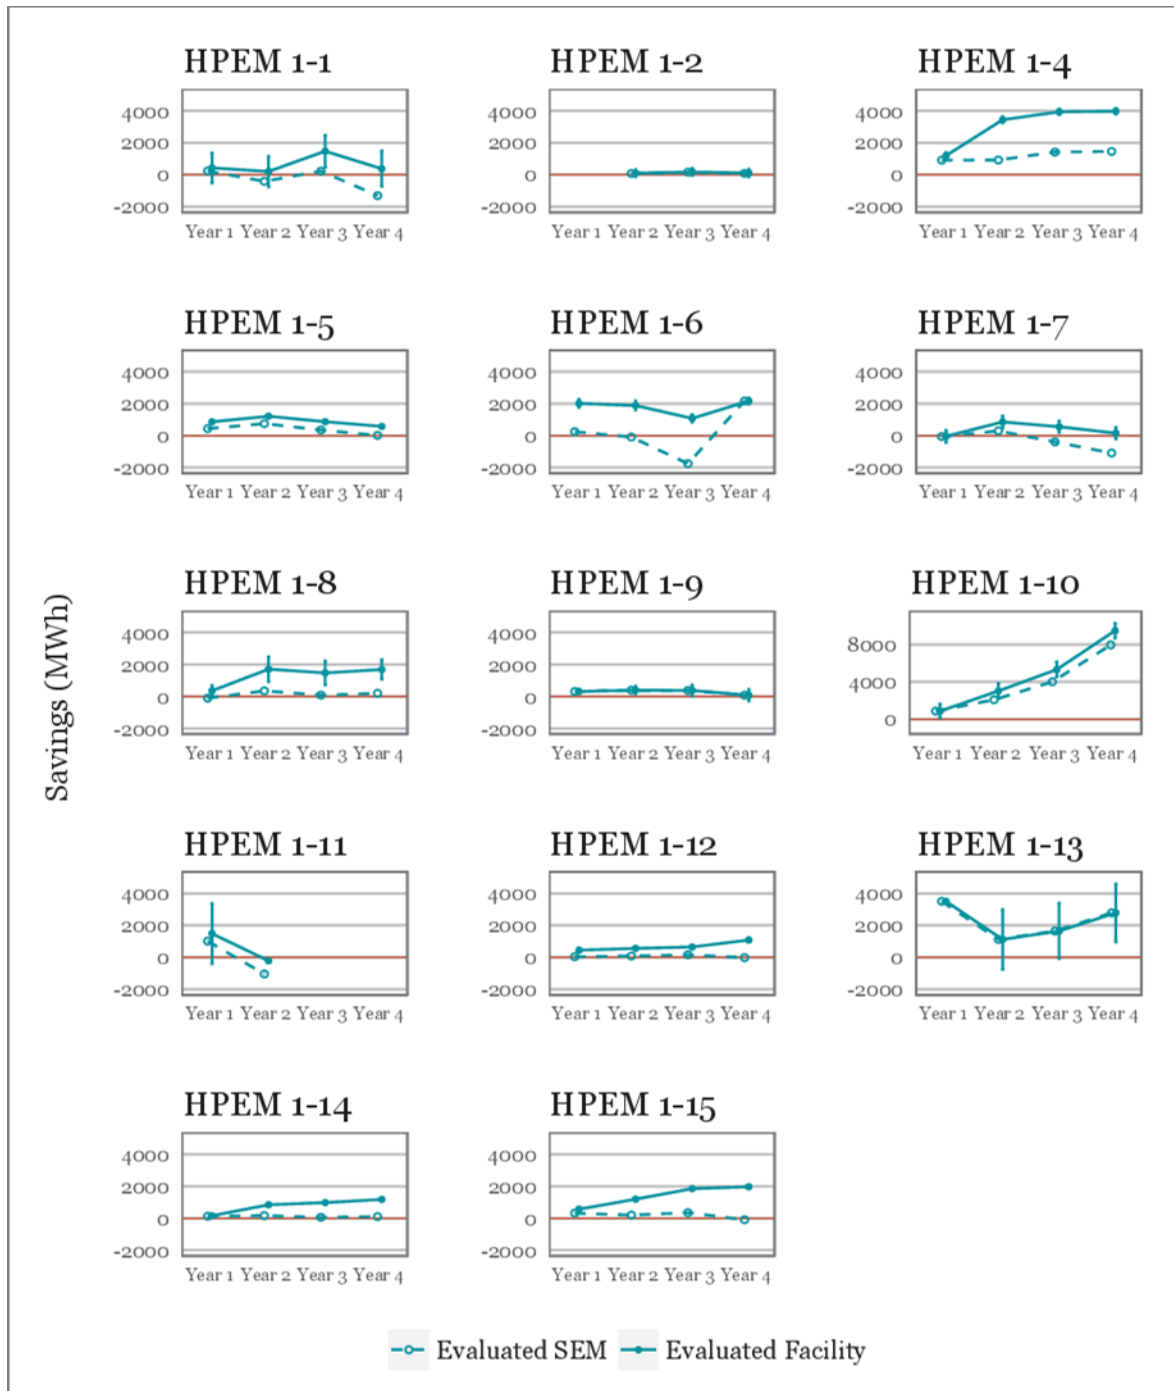 HPEM 1-1
4000
2000
0
-2000
Year 1 Year 2 Year 3 Year 4
HPEM 1-2
4000
2000
0
-2000
Year 1 Year 2 Year 3 Year 4
HPEM 1-4
4000
2000
0
-2000
Year 1 Year 2 Year 3 Year 4
HPEM 1-5
4000
2000
0
-2000
Year 1 Year 2 Year 3 Year 4
HPEM 1-6
4000
2000
0
-2000
Year 1 Year 2 Year 3 Year 4
HPEM 1-7
4000
2000
0
-2000
Year 1 Year 2 Year 3 Year 4
Savings (MWh)
HPEM 1-8
4000
2000
0
-2000
Year 1 Year 2 Year 3 Year 4
HPEM 1-9
4000
2000
0
-2000
Year 1 Year 2 Year 3 Year 4
HPEM 1-10
8000
4000
0
Year 1 Year 2 Year 3 Year 4
HPEM 1-11
4000
2000
0
-2000
Year 1 Year 2 Year 3 Year 4
HPEM 1-12
4000
2000
0
-2000
Year 1 Year 2 Year 3 Year 4
HPEM 1-13
4000
2000
0
-2000
Year 1 Year 2 Year 3 Year 4
HPEM 1-14
4000
2000
0
-2000
Year 1 Year 2 Year 3 Year 4
HPEM 1-15
4000
2000
0
-2000
Year 1 Year 2 Year 3 Year 4
Evaluated SEM Evaluated Facility